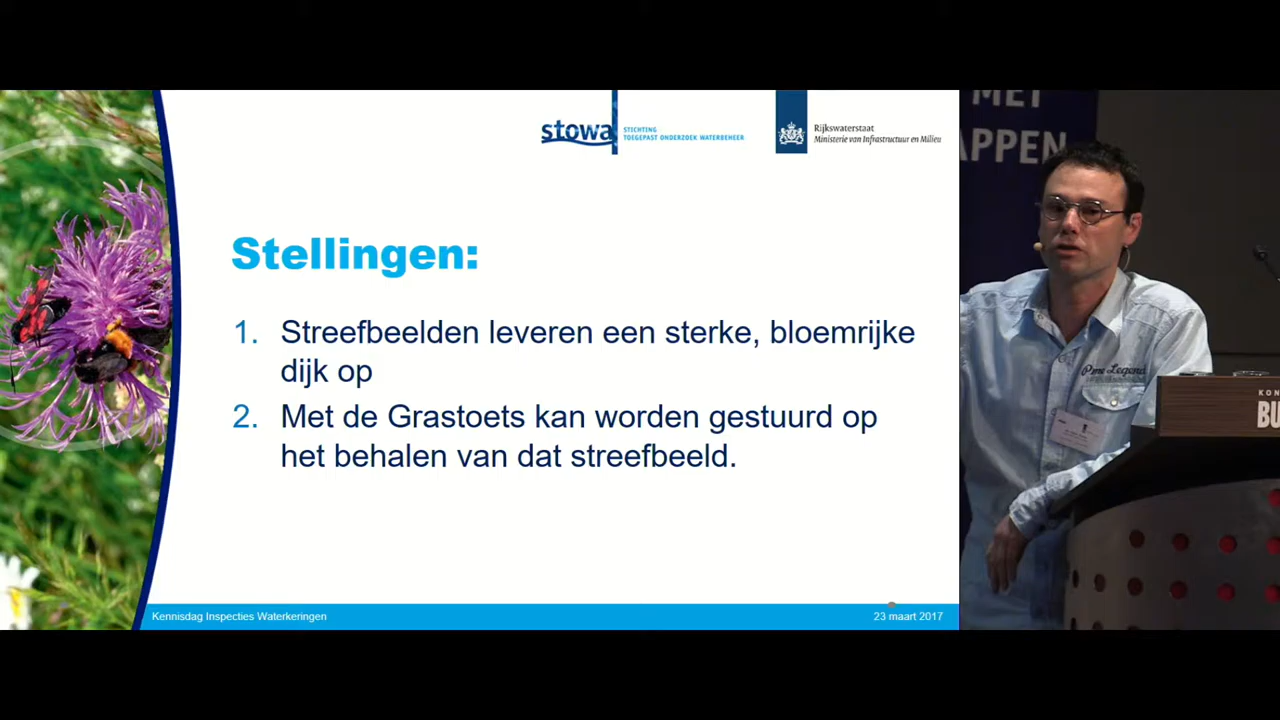 stowa
STICHTING
TOEGEPAST ONDERZOEK WATERBEHEER
Rijkswaterstaat
Ministerie van Infrastructuur en Milieu
MET
APPEN
Stellingen:
1. Streefbeelden leveren een sterke, bloemrijke
dijk op
2. Met de Grastoets kan worden gestuurd op
het behalen van dat streefbeeld.
Kennisdag Inspecties Waterkeringen
23 maart 2017
KON
BU